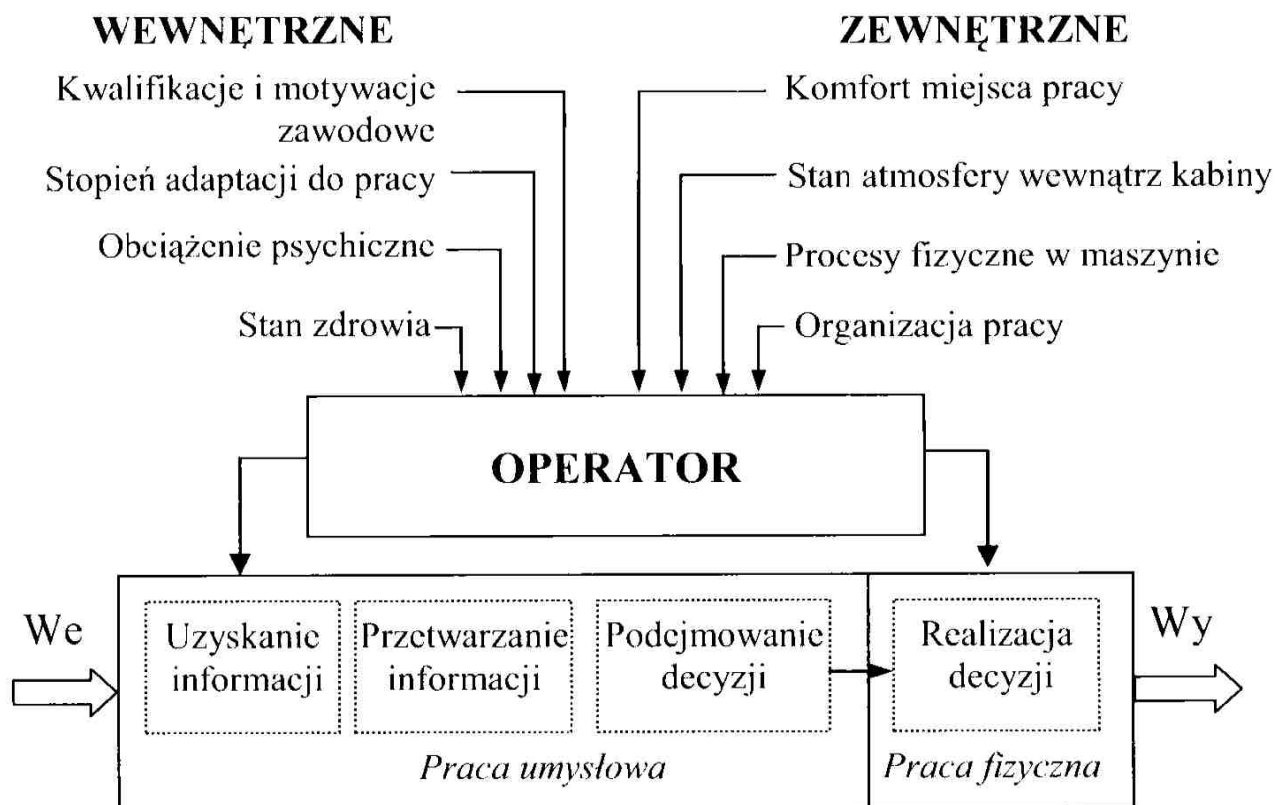 WEWNĘTRZNE
Kwalifikacje i motywacje
zawodowe
Stopień adaptacji do pracy
Obciążenie psychiczne
Stan zdrowia
ZEWNĘTRZNE
Komfort miejsca pracy
Stan atmosfery wewnątrz kabiny
Procesy fizyczne w maszynie
Organizacja pracy
OPERATOR
We
Uzyskanie
informacji
Przetwarzanie
informacji
Podejmowanie
decyzji
Realizacja
decyzji
Wy
Praca umysłowa
Praca fizyczna